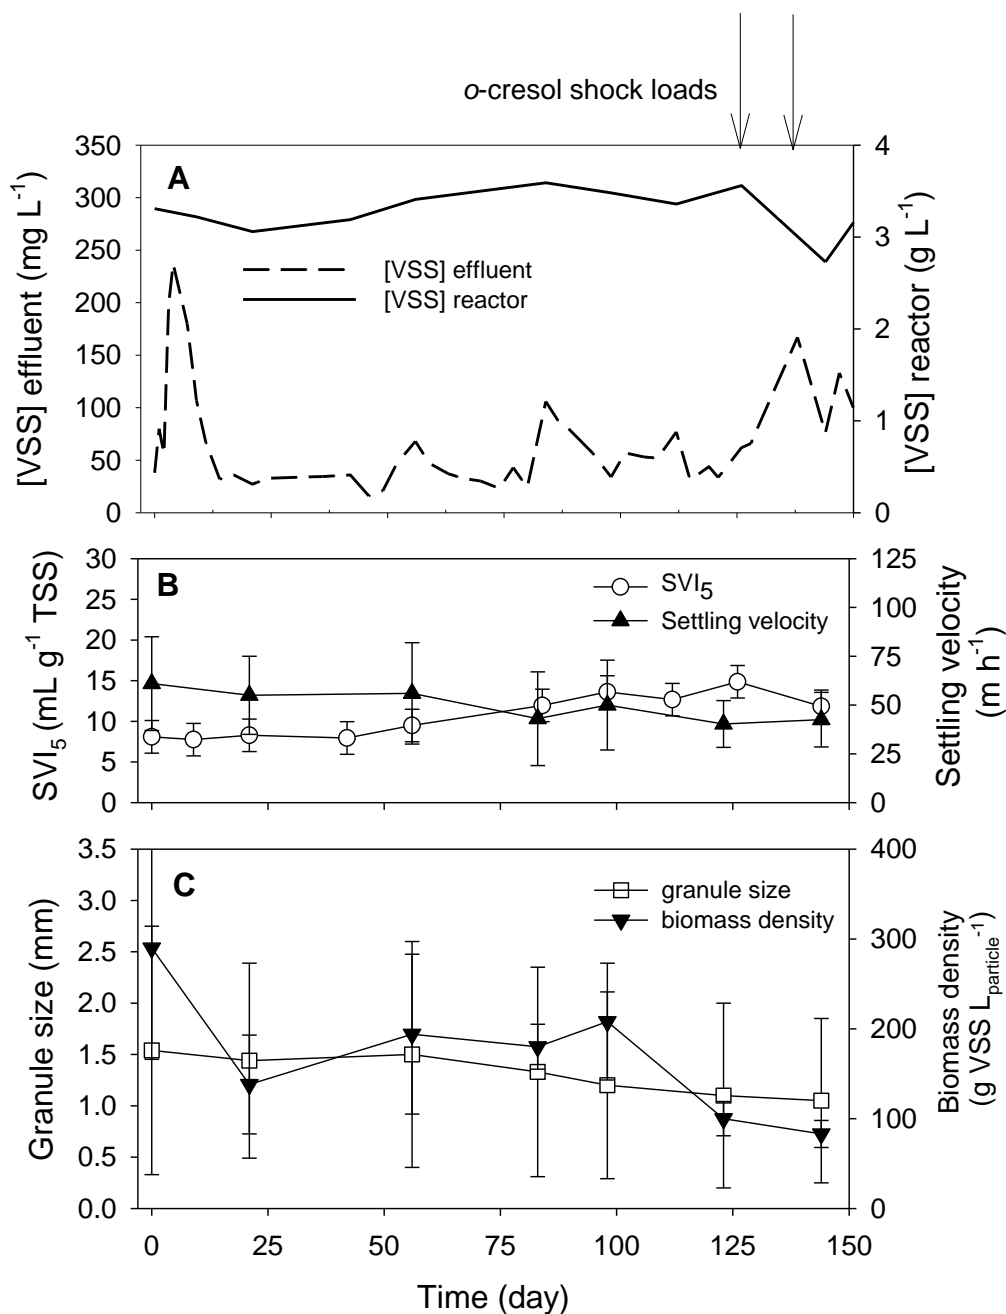 o-cresol shock loads
A
350
300
250
200
150
100
50
0
[VSS] effluent (mg L⁻¹)
4
3
2
1
0
[VSS] reactor (g L⁻¹)
[VSS] effluent
[VSS] reactor
B
30
25
20
15
10
5
0
SVI₅ (mL g⁻¹ TSS)
125
100
75
50
25
0
Settling velocity
(m h⁻¹)
SVI₅
Settling velocity
C
3.5
3.0
2.5
2.0
1.5
1.0
0.5
0.0
Granule size (mm)
400
300
200
100
0
Biomass density
(g VSS L_particle⁻¹)
granule size
biomass density
0 25 50 75 100 125 150
Time (day)